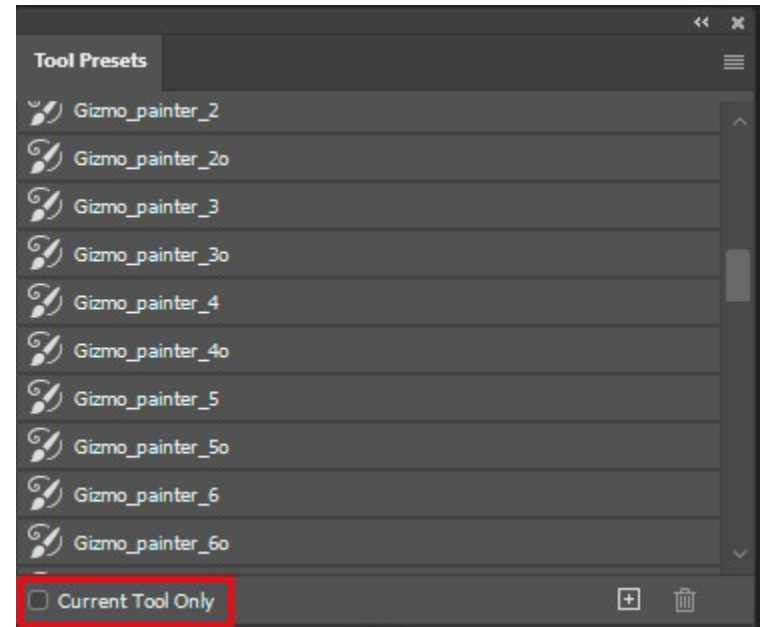 Tool Presets
Gizmo_painter_2
Gizmo_painter_2o
Gizmo_painter_3
Gizmo_painter_3o
Gizmo_painter_4
Gizmo_painter_4o
Gizmo_painter_5
Gizmo_painter_5o
Gizmo_painter_6
Gizmo_painter_6o
Current Tool Only